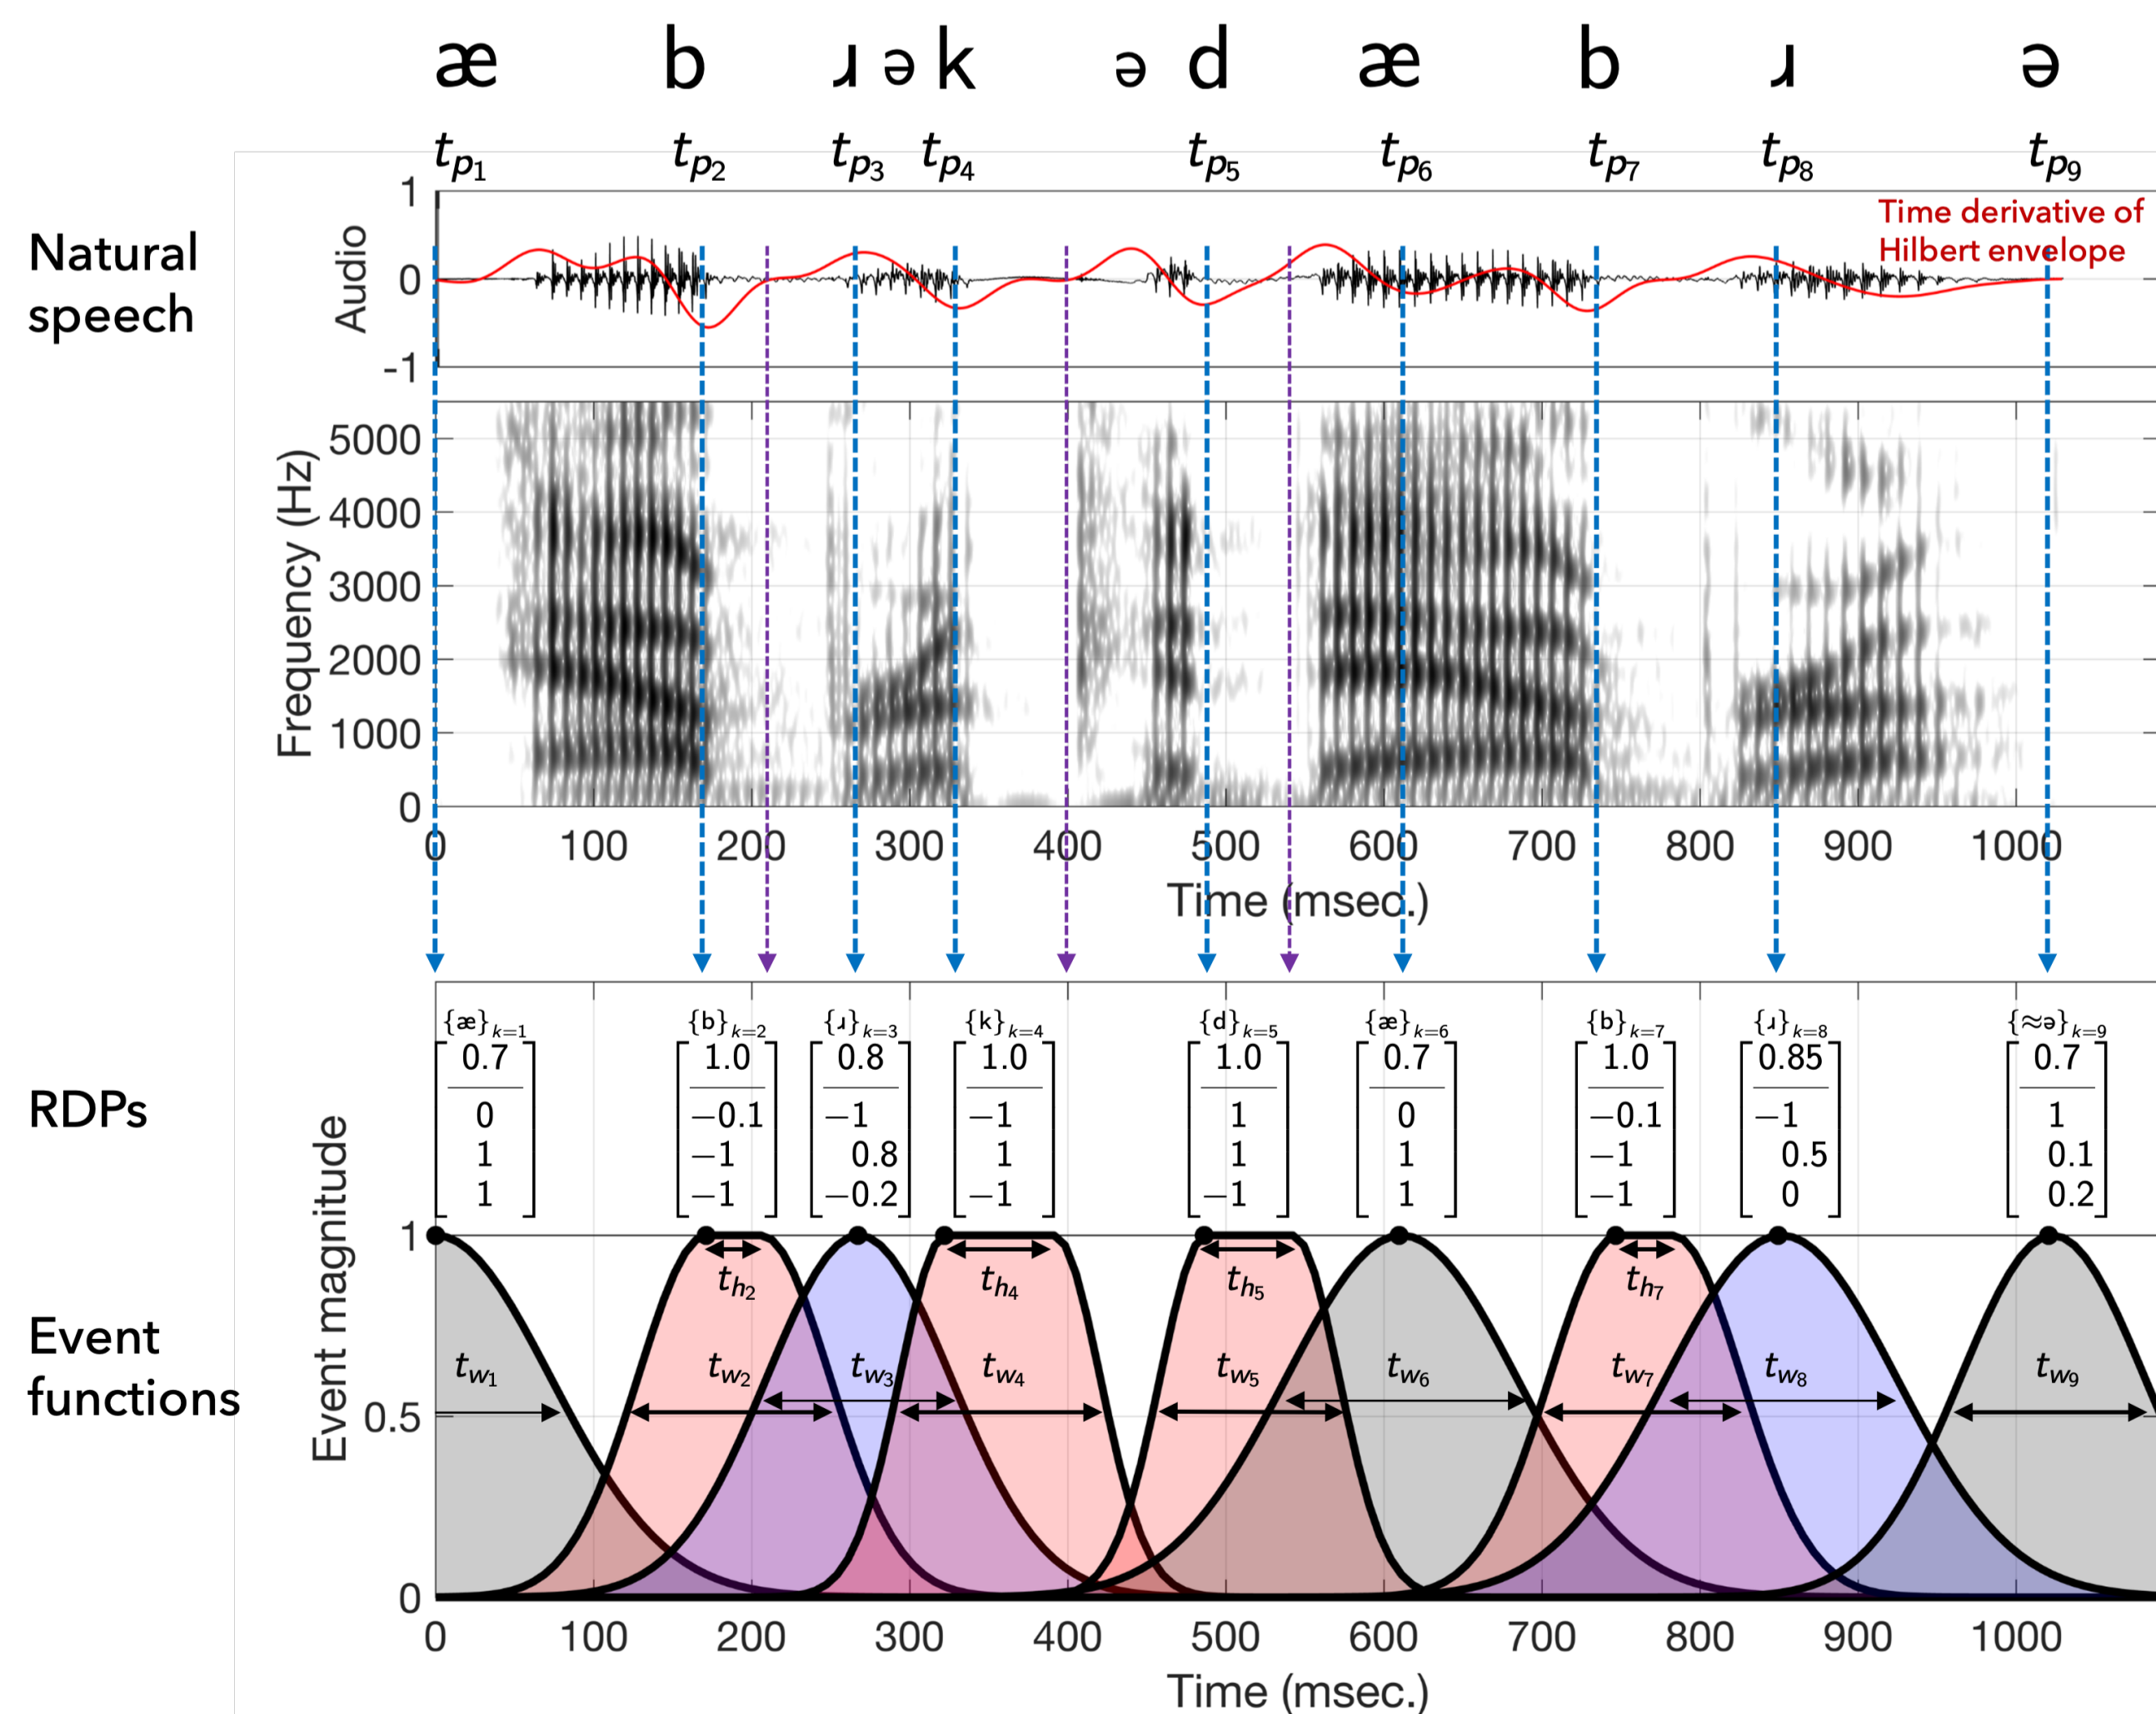 æ b ɹ ə k ə d æ b ɹ ə
tp1 tp2 tp3 tp4 tp5 tp6 tp7 tp8 tp9
Natural speech
Audio
1
0
-1
Time derivative of
Hilbert envelope
Frequency (Hz)
5000
4000
3000
2000
1000
0
0 100 200 300 400 500 600 700 800 900 1000
Time (msec.)
RDPs
{æ}k=1 {b}k=2 {ɹ}k=3 {k}k=4 {d}k=5 {æ}k=6 {b}k=7 {ɹ}k=8 {≈ə}k=9
0.7 1.0 0.8 1.0 1.0 0.7 1.0 0.85 0.7
0 −0.1 −1 −1 1 0 −0.1 −1 1
1 −1 0.8 1 1 1 −1 0.5 0.1
1 −1 −0.2 −1 −1 1 −1 0 0.2
Event functions
Event magnitude
1
0.5
0
th2 th4 th5 th7
tw1 tw2 tw3 tw4 tw5 tw6 tw7 tw8 tw9
0 100 200 300 400 500 600 700 800 900 1000
Time (msec.)